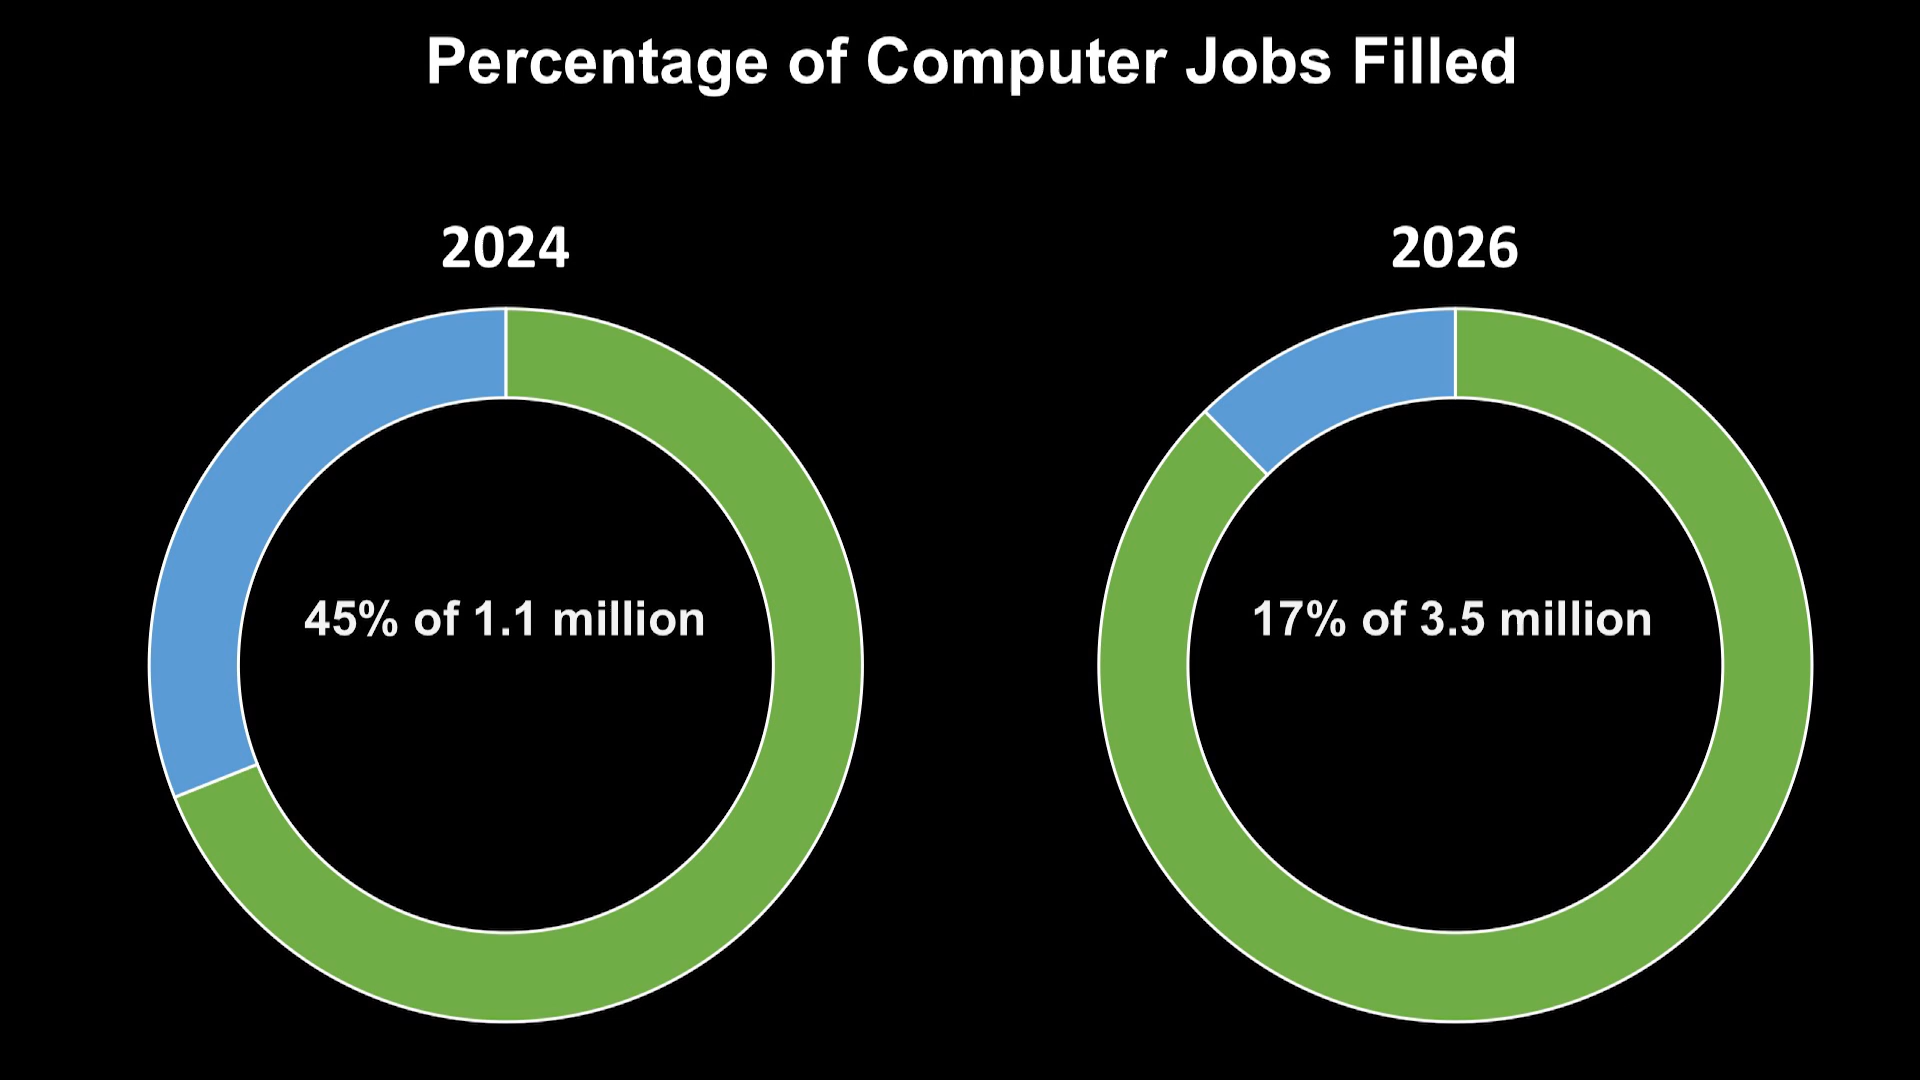 Percentage of Computer Jobs Filled
2024
2026
45% of 1.1 million
17% of 3.5 million